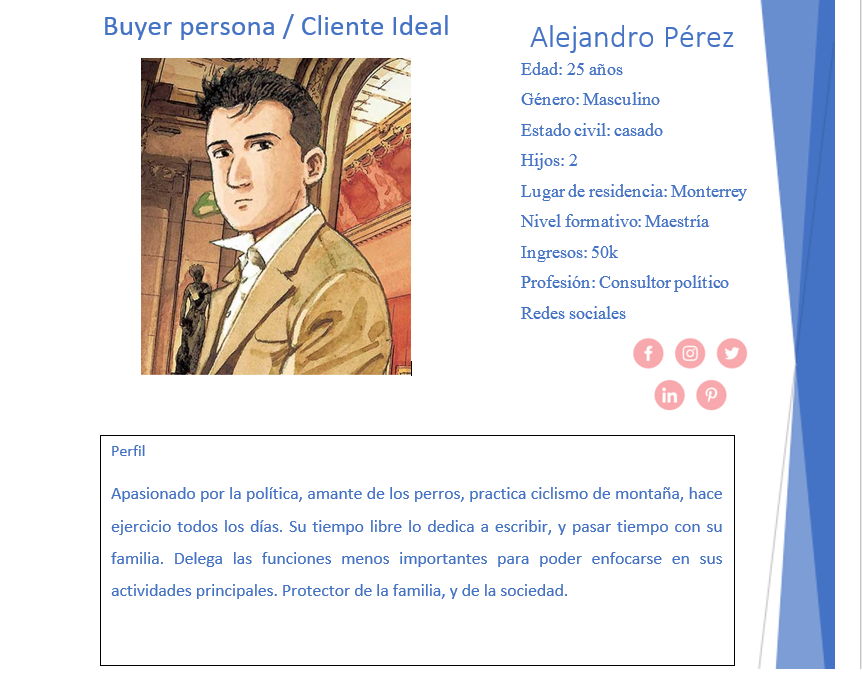 Buyer persona / Cliente Ideal
Alejandro Pérez
Edad: 25 años
Género: Masculino
Estado civil: casado
Hijos: 2
Lugar de residencia: Monterrey
Nivel formativo: Maestría
Ingresos: 50k
Profesión: Consultor político
Redes sociales
Perfil
Apasionado por la política, amante de los perros, practica ciclismo de montaña, hace
ejercicio todos los días. Su tiempo libre lo dedica a escribir, y pasar tiempo con su
familia. Delega las funciones menos importantes para poder enfocarse en sus
actividades principales. Protector de la familia, y de la sociedad.